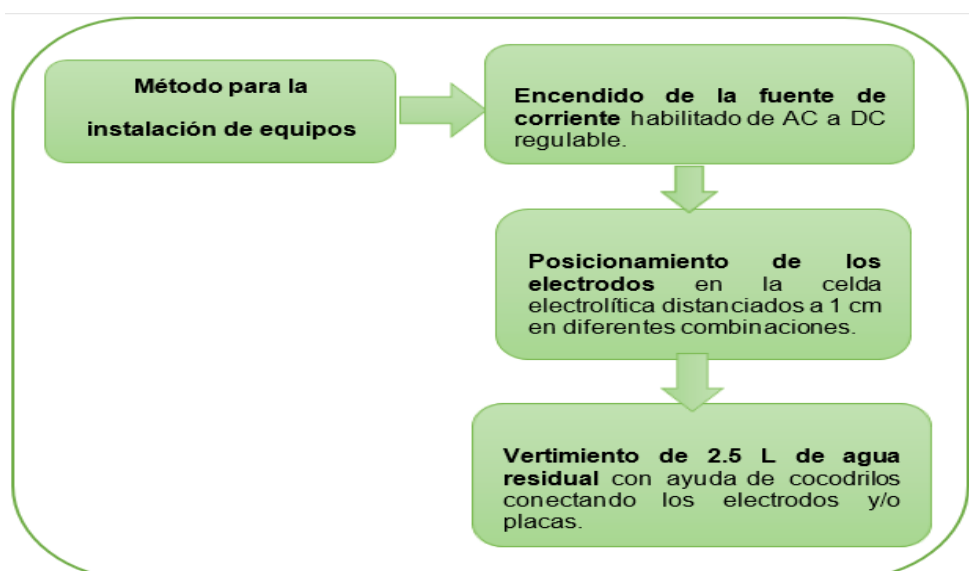 Método para la
instalación de equipos
Encendido de la fuente de
corriente habilitado de AC a DC
regulable.
Posicionamiento de los
electrodos en la celda
electrolítica distanciados a 1 cm
en diferentes combinaciones.
Vertimiento de 2.5 L de agua
residual con ayuda de cocodrilos
conectando los electrodos y/o
placas.